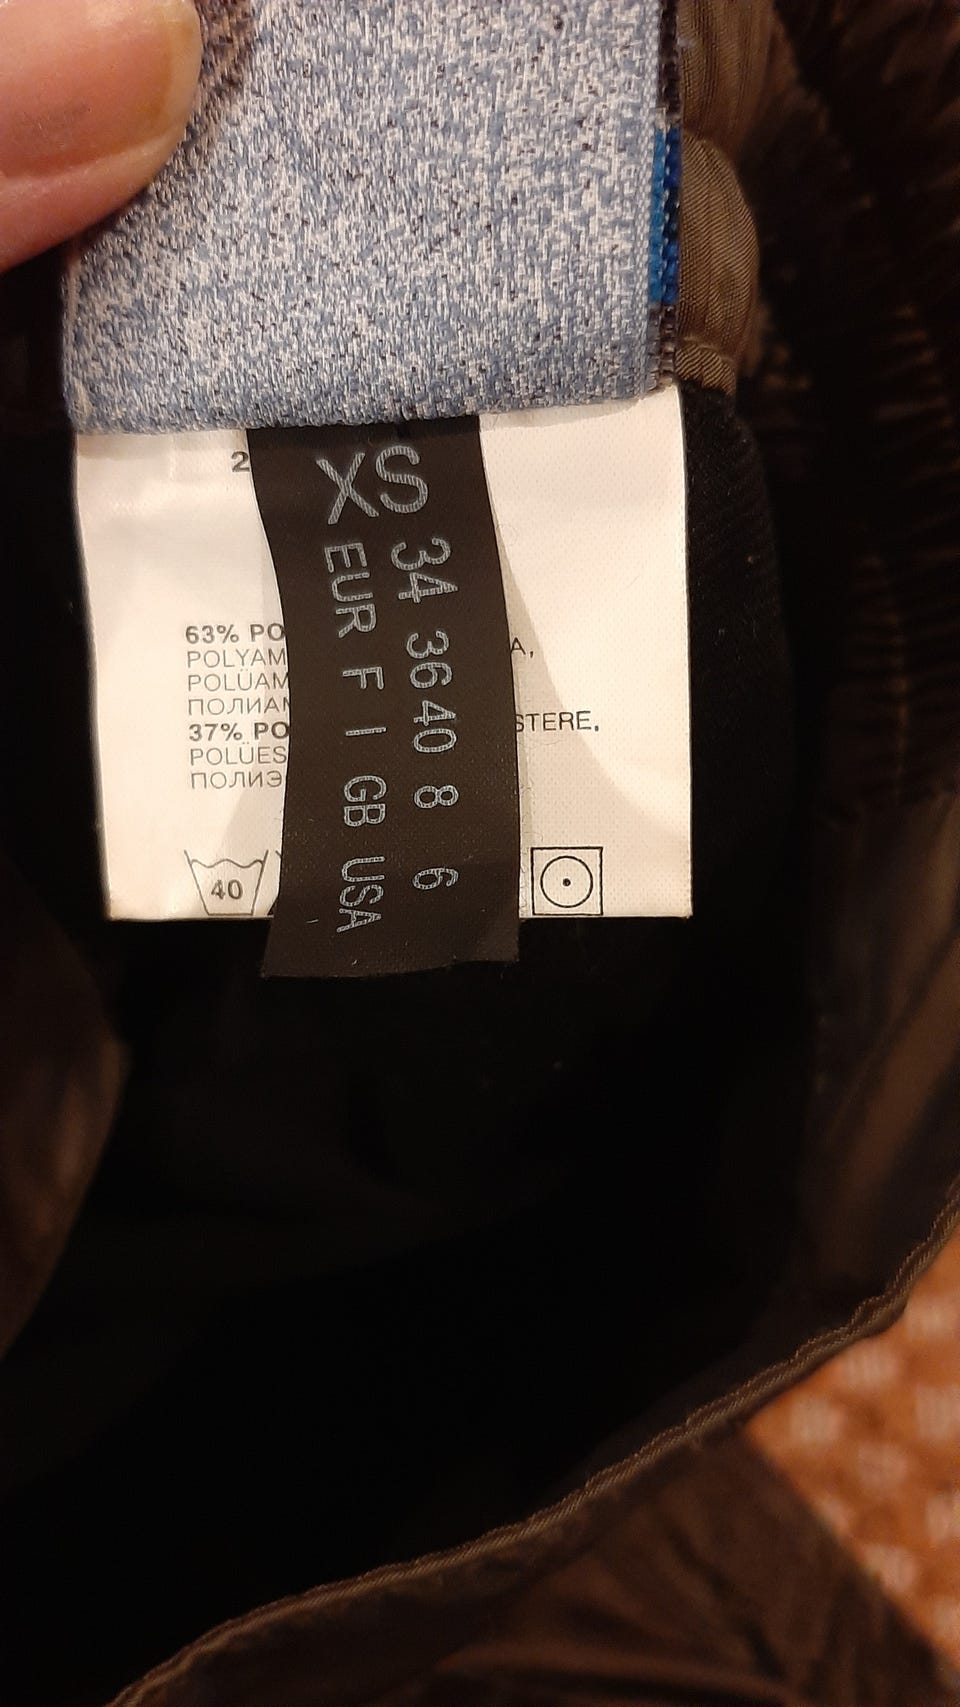 2
XS
34 36 40 8 6
EUR F I GB USA
63% PO
POLYAM
POLÜAM
ПОЛИАМ
A,
37% PO
STERE,
POLÜES
ПОЛИЭ
40